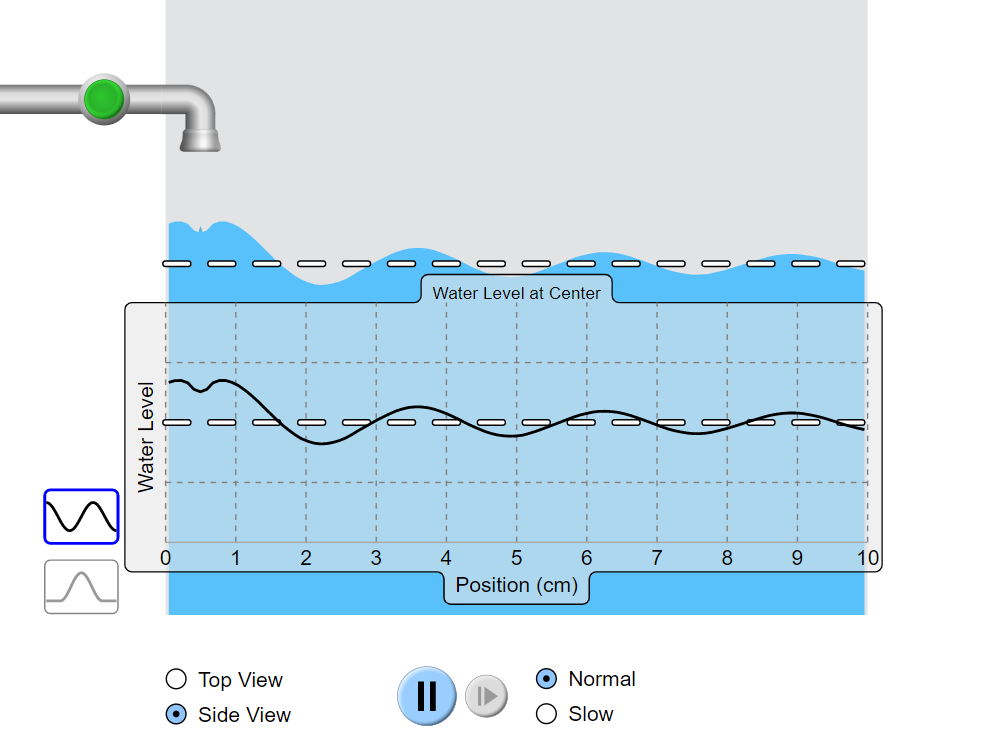 Water Level at Center
Water Level
0 1 2 3 4 5 6 7 8 9 10
Position (cm)
Top View
Side View
Normal
Slow